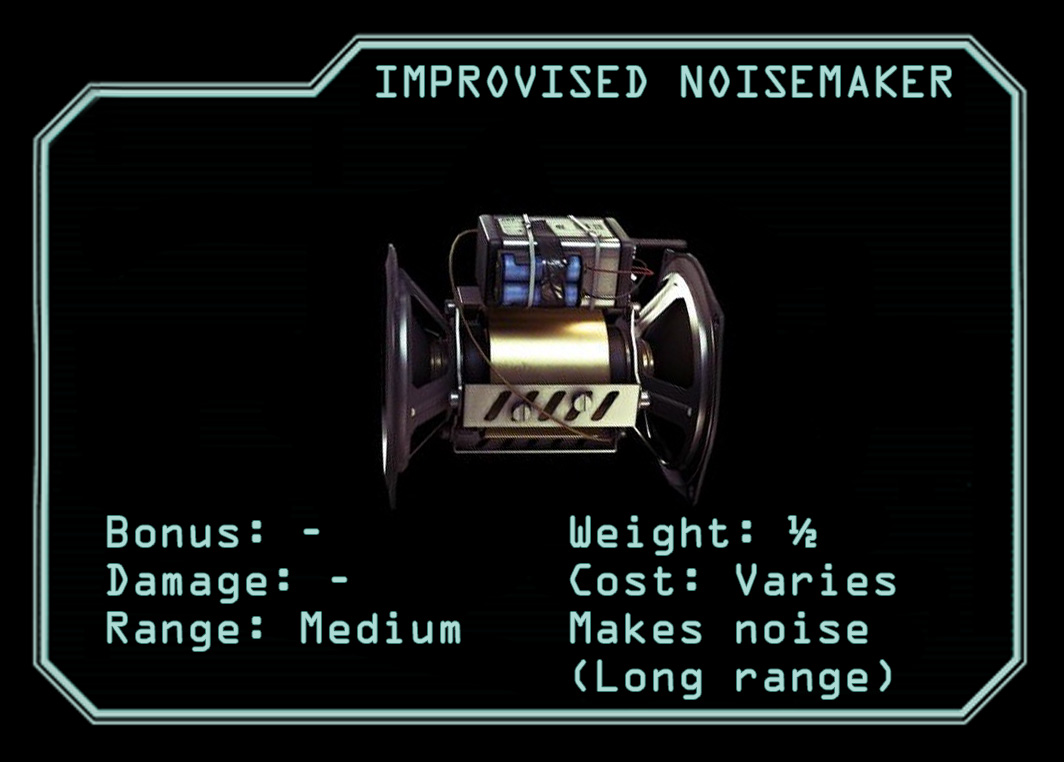 IMPROVISED NOISEMAKER
Bonus: -
Damage: -
Range: Medium
Weight: ½
Cost: Varies
Makes noise
(Long range)